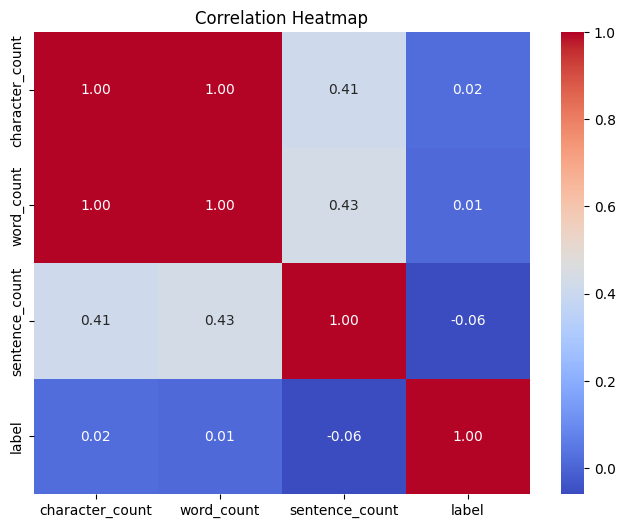 Correlation Heatmap
character_count 1.00 1.00 0.41 0.02
word_count 1.00 1.00 0.43 0.01
sentence_count 0.41 0.43 1.00 -0.06
label 0.02 0.01 -0.06 1.00
character_count word_count sentence_count label
1.0
0.8
0.6
0.4
0.2
0.0